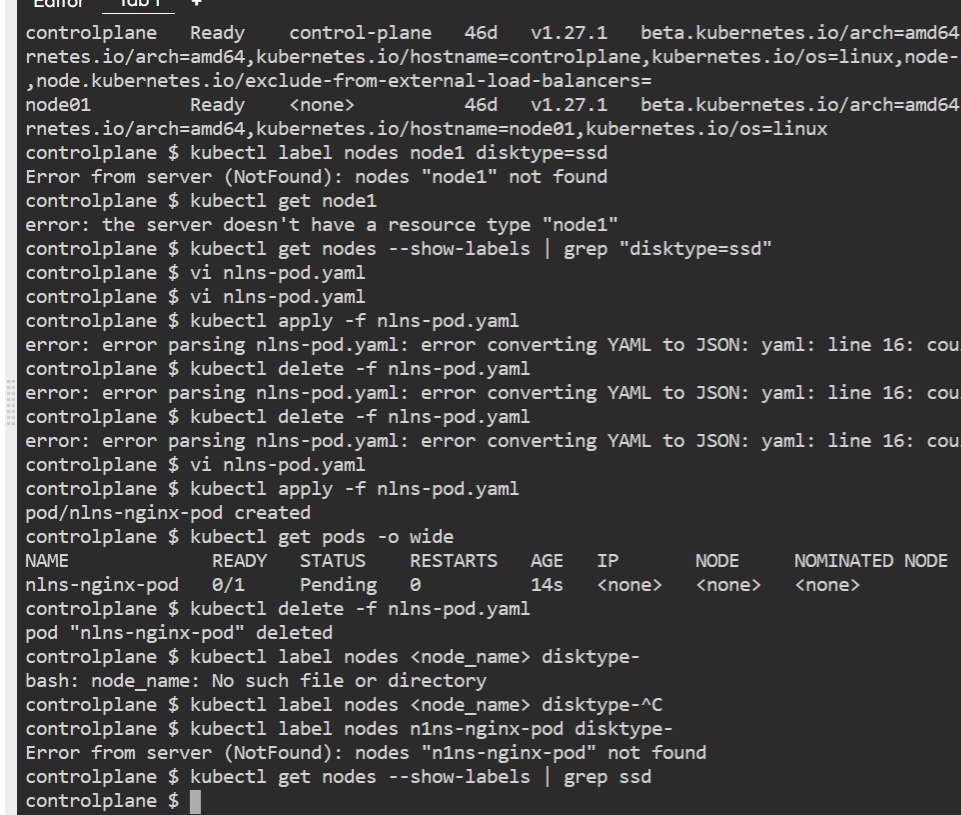 Editor Tab 1 +
controlplane Ready control-plane 46d v1.27.1 beta.kubernetes.io/arch=amd64
rnetes.io/arch=amd64,kubernetes.io/hostname=controlplane,kubernetes.io/os=linux,node-
,node.kubernetes.io/exclude-from-external-load-balancers=
node01 Ready <none> 46d v1.27.1 beta.kubernetes.io/arch=amd64
rnetes.io/arch=amd64,kubernetes.io/hostname=node01,kubernetes.io/os=linux
controlplane $ kubectl label nodes node1 disktype=ssd
Error from server (NotFound): nodes "node1" not found
controlplane $ kubectl get node1
error: the server doesn't have a resource type "node1"
controlplane $ kubectl get nodes --show-labels | grep "disktype=ssd"
controlplane $ vi nlns-pod.yaml
controlplane $ vi nlns-pod.yaml
controlplane $ kubectl apply -f nlns-pod.yaml
error: error parsing nlns-pod.yaml: error converting YAML to JSON: yaml: line 16: cou
controlplane $ kubectl delete -f nlns-pod.yaml
error: error parsing nlns-pod.yaml: error converting YAML to JSON: yaml: line 16: cou
controlplane $ kubectl delete -f nlns-pod.yaml
error: error parsing nlns-pod.yaml: error converting YAML to JSON: yaml: line 16: cou
controlplane $ vi nlns-pod.yaml
controlplane $ kubectl apply -f nlns-pod.yaml
pod/nlns-nginx-pod created
controlplane $ kubectl get pods -o wide
NAME READY STATUS RESTARTS AGE IP NODE NOMINATED NODE
nlns-nginx-pod 0/1 Pending 0 14s <none> <none> <none>
controlplane $ kubectl delete -f nlns-pod.yaml
pod "nlns-nginx-pod" deleted
controlplane $ kubectl label nodes <node_name> disktype-
bash: node_name: No such file or directory
controlplane $ kubectl label nodes <node_name> disktype-^C
controlplane $ kubectl label nodes n1ns-nginx-pod disktype-
Error from server (NotFound): nodes "n1ns-nginx-pod" not found
controlplane $ kubectl get nodes --show-labels | grep ssd
controlplane $